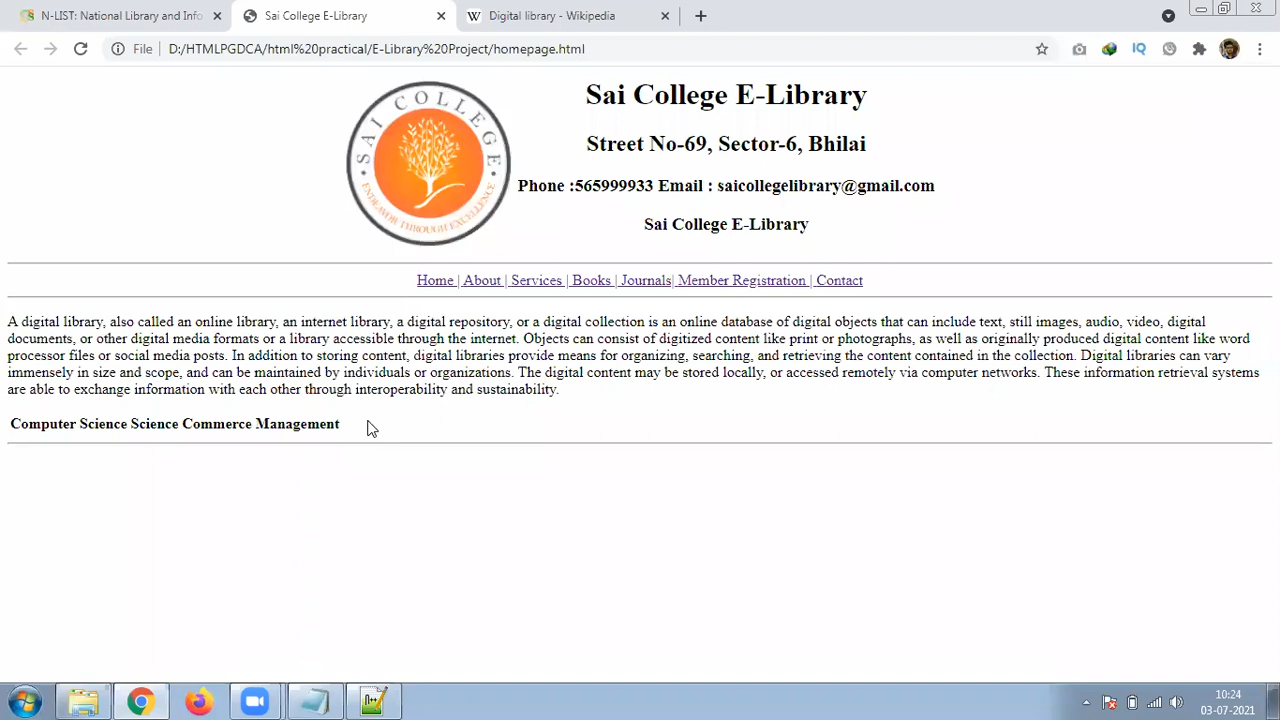 N-LIST: National Library and Info
Sai College E-Library
Digital library - Wikipedia
File
D:/HTMLPGDCA/html%20practical/E-Library%20Project/homepage.html
IQ
SAI COLLEGE
ENDEAVOR THROUGH EXCELLENCE
Sai College E-Library
Street No-69, Sector-6, Bhilai
Phone :565999933 Email : saicollegelibrary@gmail.com
Sai College E-Library
Home | About | Services | Books | Journals| Member Registration | Contact
A digital library, also called an online library, an internet library, a digital repository, or a digital collection is an online database of digital objects that can include text, still images, audio, video, digital
documents, or other digital media formats or a library accessible through the internet. Objects can consist of digitized content like print or photographs, as well as originally produced digital content like word
processor files or social media posts. In addition to storing content, digital libraries provide means for organizing, searching, and retrieving the content contained in the collection. Digital libraries can vary
immensely in size and scope, and can be maintained by individuals or organizations. The digital content may be stored locally, or accessed remotely via computer networks. These information retrieval systems
are able to exchange information with each other through interoperability and sustainability.
Computer Science Science Commerce Management
10:24
03-07-2021